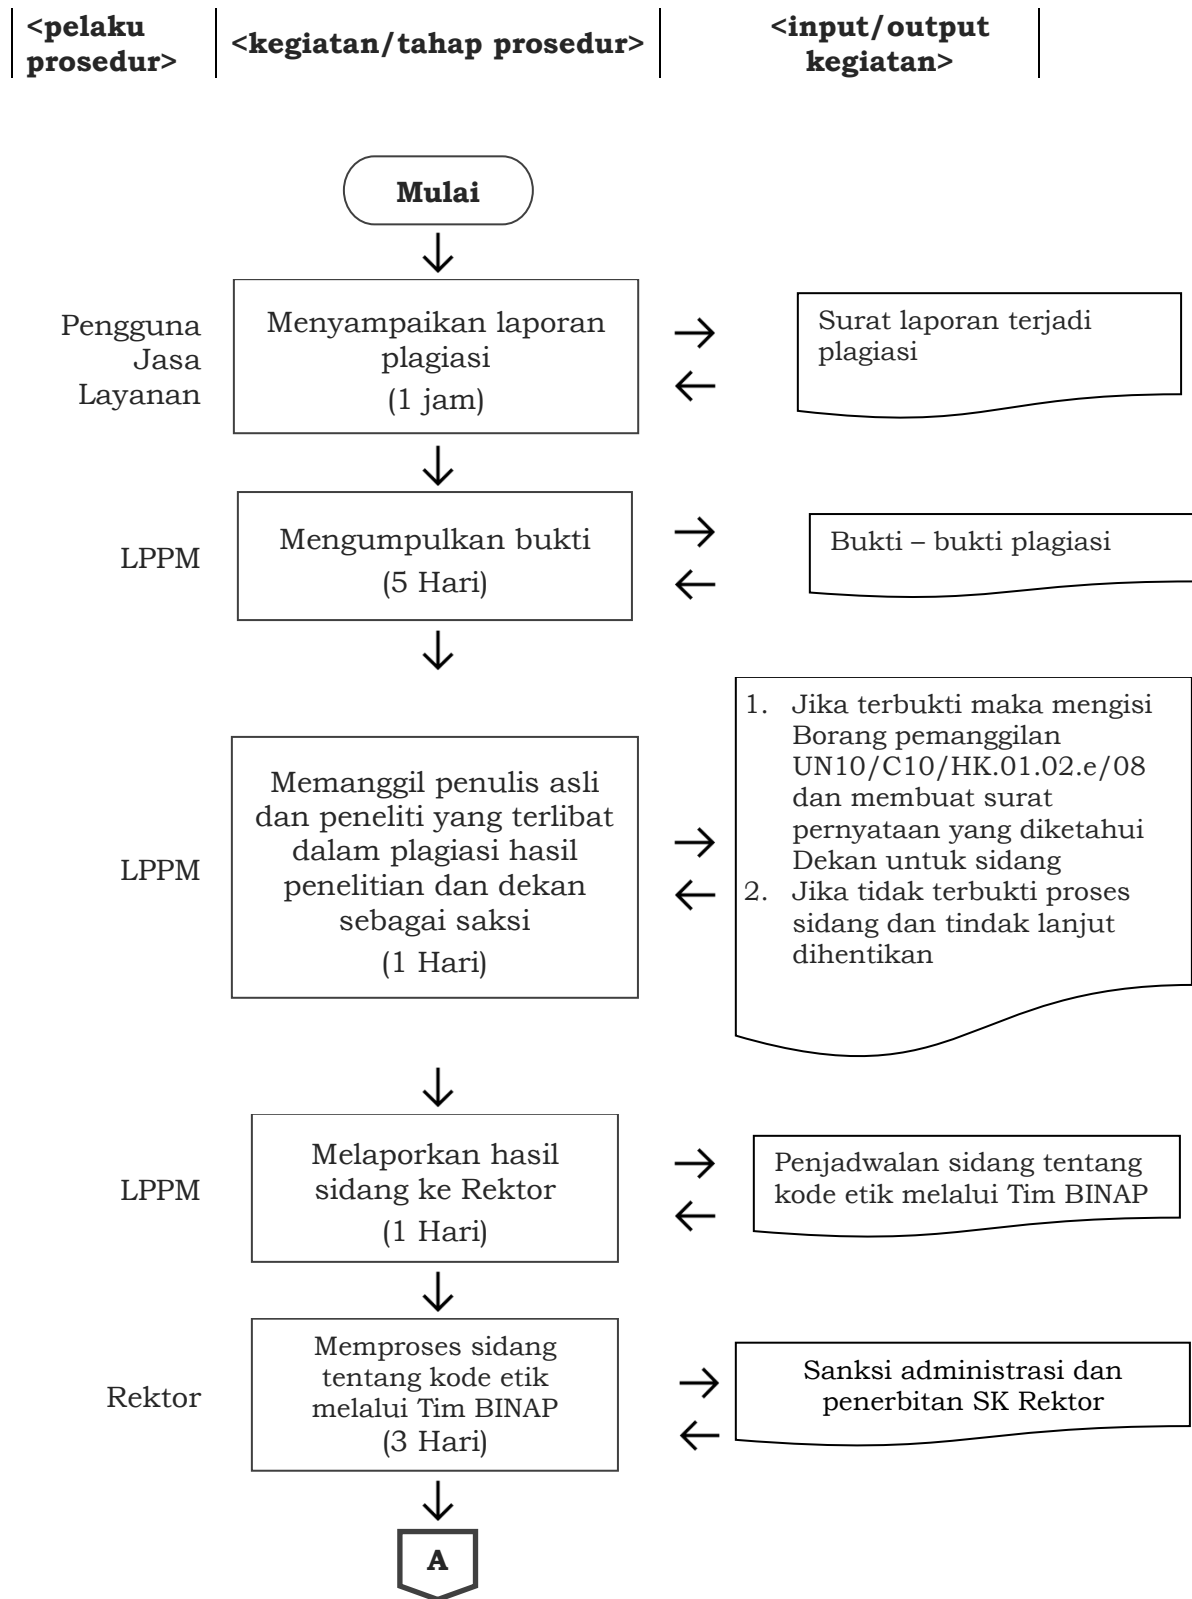 <pelaku prosedur>
<kegiatan/tahap prosedur>
<input/output kegiatan>
Mulai
Pengguna
Jasa
Layanan
Menyampaikan laporan
plagiasi
(1 jam)
Surat laporan terjadi
plagiasi
LPPM
Mengumpulkan bukti
(5 Hari)
Bukti – bukti plagiasi
LPPM
Memanggil penulis asli
dan peneliti yang terlibat
dalam plagiasi hasil
penelitian dan dekan
sebagai saksi
(1 Hari)
1. Jika terbukti maka mengisi
Borang pemanggilan
UN10/C10/HK.01.02.e/08
dan membuat surat
pernyataan yang diketahui
Dekan untuk sidang
2. Jika tidak terbukti proses
sidang dan tindak lanjut
dihentikan
LPPM
Melaporkan hasil
sidang ke Rektor
(1 Hari)
Penjadwalan sidang tentang
kode etik melalui Tim BINAP
Rektor
Memproses sidang
tentang kode etik
melalui Tim BINAP
(3 Hari)
Sanksi administrasi dan
penerbitan SK Rektor
A